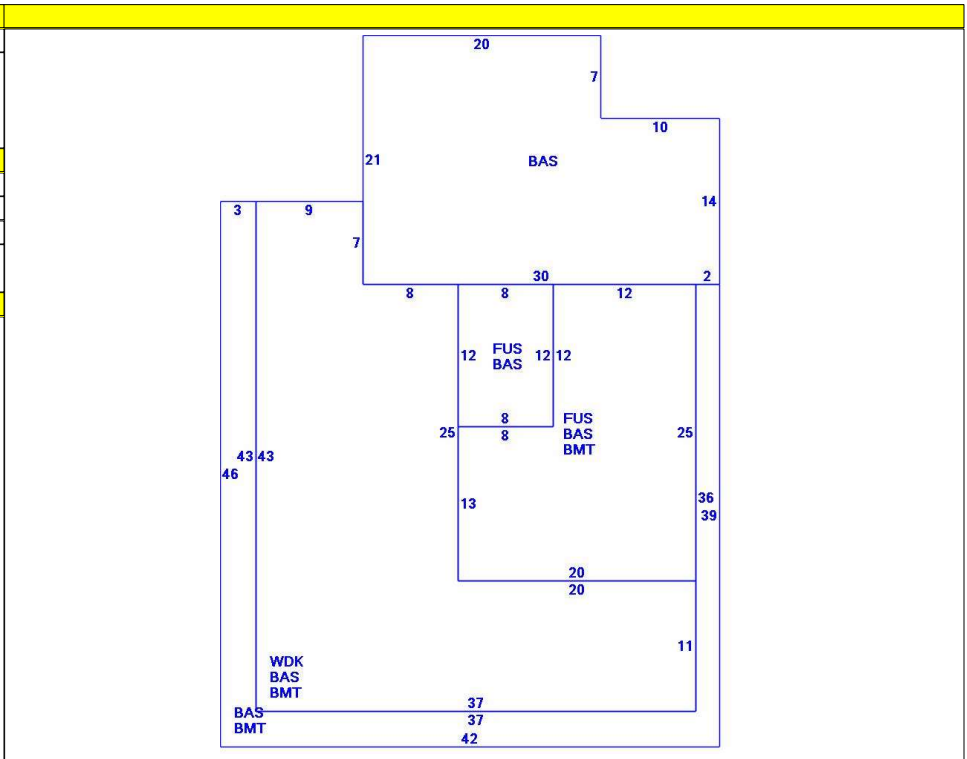 20
7
10
21
BAS
14
3 9
7
30 2
8 8 12
12 FUS 12 12
BAS
8 FUS
25 8 BAS 25
BMT
43 43
46
13 36
39
20
20
11
WDK
BAS
BMT
37
BAS 37
BMT 42